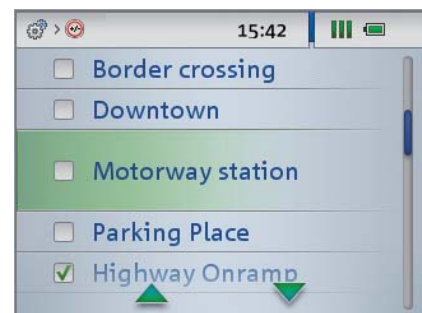 15:42
Border crossing
Downtown
Motorway station
Parking Place
Highway Onramp